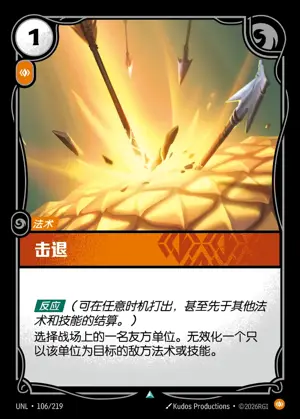 1
法术
击退
反应（可在任意时机打出，甚至先于其他法
术和技能的结算。）
选择战场上的一名友方单位。无效化一个只
以该单位为目标的敌方法术或技能。
UNL • 106/219
Kudos Productions • ©2026RGI